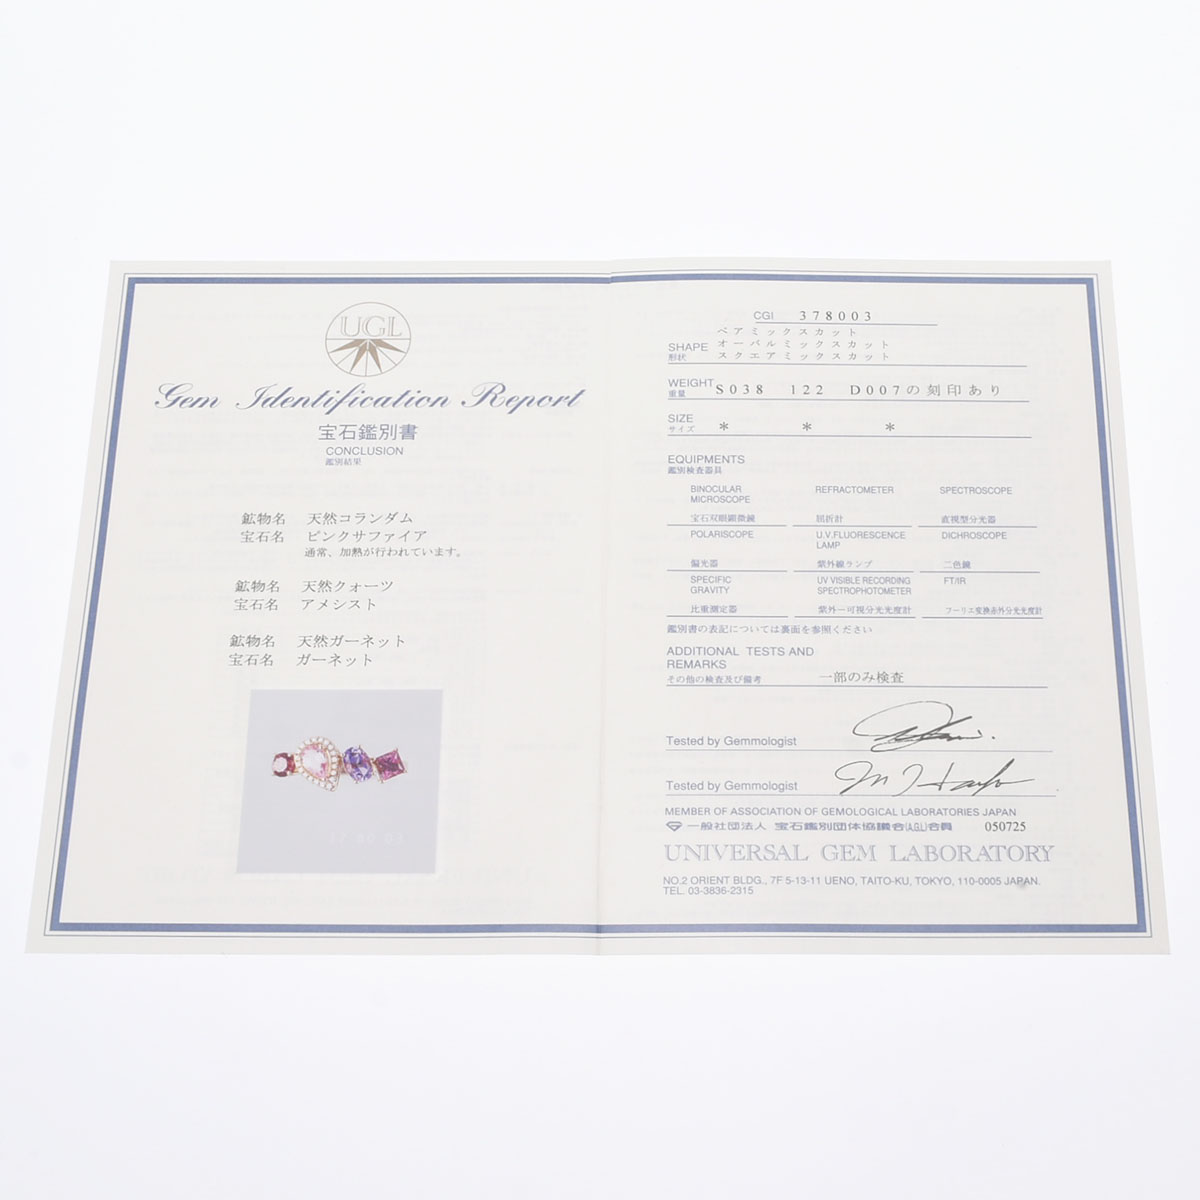 UGL
Gem Identification Report
宝石鑑別書
CONCLUSION
鑑別結果
鉱物名 天然コランダム
宝石名 ピンクサファイア
通常、加熱が行われています。
鉱物名 天然クォーツ
宝石名 アメシスト
鉱物名 天然ガーネット
宝石名 ガーネット
CGI 378003
ペアミックスカット
SHAPE オーバルミックスカット
形状 スクエアミックスカット
WEIGHT
重量 S038 122 D007の刻印あり
SIZE
サイズ * * *
EQUIPMENTS
鑑別検査器具
BINOCULAR MICROSCOPE REFRACTOMETER SPECTROSCOPE
宝石双眼顕微鏡 屈折計 直視型分光器
POLARISCOPE U.V.FLUORESCENCE LAMP DICHROSCOPE
偏光器 紫外線ランプ 二色鏡
SPECIFIC GRAVITY UV VISIBLE RECORDING SPECTROPHOTOMETER FT/IR
比重測定器 紫外ー可視分光光度計 フーリエ変換赤外分光光度計
鑑別書の表記については裏面を参照ください
ADDITIONAL TESTS AND
REMARKS
その他の検査及び備考 一部のみ検査
Tested by Gemmologist
Tested by Gemmologist
MEMBER OF ASSOCIATION OF GEMOLOGICAL LABORATORIES JAPAN
一般社団法人 宝石鑑別団体協議会(AGL)会員 050725
UNIVERSAL GEM LABORATORY
NO.2 ORIENT BLDG., 7F 5-13-11 UENO, TAITO-KU, TOKYO, 110-0005 JAPAN.
TEL. 03-3836-2315